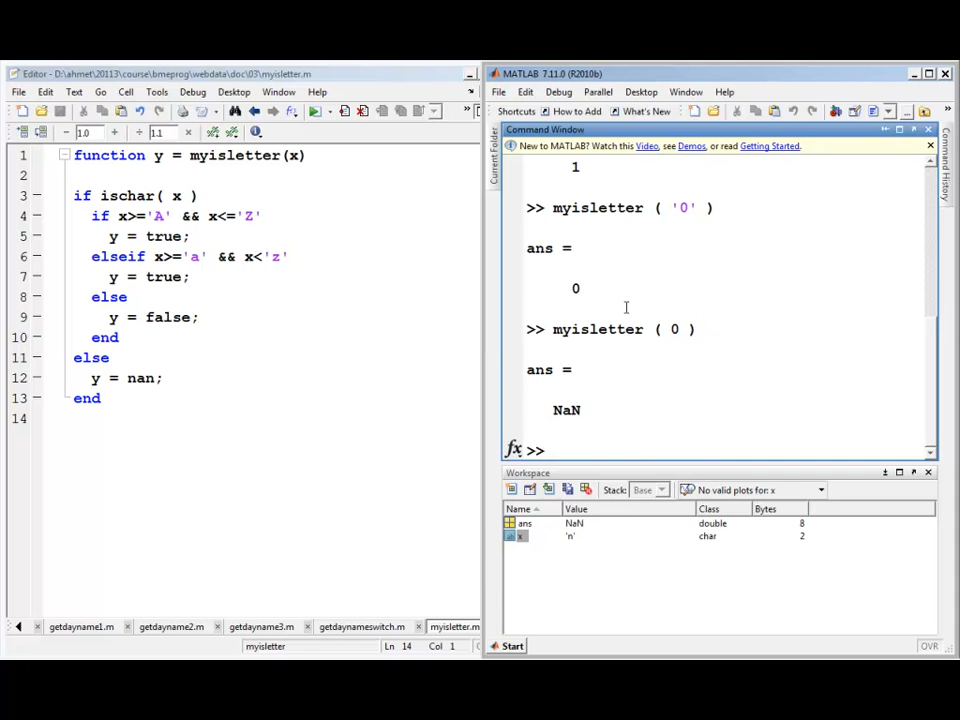 Editor - D:\ahmet\20113\course\bmeprog\webdata\doc\03\myisletter.m
File Edit Text Go Cell Tools Debug Desktop Window Help
1.0
1.1
1 function y = myisletter(x)
2
3 if ischar( x )
4 if x>='A' && x<='Z'
5 y = true;
6 elseif x>='a' && x<'z'
7 y = true;
8 else
9 y = false;
10 end
11 else
12 y = nan;
13 end
14
getdayname1.m getdayname2.m getdayname3.m getdaynameswitch.m myisletter.m
myisletter Ln 14 Col 1
MATLAB 7.11.0 (R2010b)
File Edit Debug Parallel Desktop Window Help
Shortcuts How to Add What's New
Current Folder
Command Window
New to MATLAB? Watch this Video, see Demos, or read Getting Started.
1
>> myisletter ( '0' )
ans =
0
>> myisletter ( 0 )
ans =
NaN
fx >>
Command History
Workspace
Stack: Base No valid plots for: x
Name Value Class Bytes
ans NaN double 8
x 'n' char 2
Start
OVR